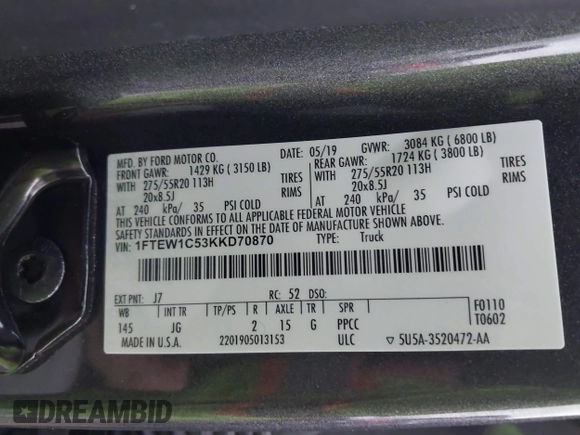 MFD. BY FORD MOTOR CO.
DATE: 05/19 GVWR: 3084 KG ( 6800 LB)
FRONT GAWR: 1429 KG ( 3150 LB) REAR GAWR: 1724 KG ( 3800 LB)
WITH 275/55R20 113H TIRES WITH 275/55R20 113H TIRES
20x8.5J RIMS 20x8.5J RIMS
AT 240 kPa/ 35 PSI COLD AT 240 kPa/ 35 PSI COLD
THIS VEHICLE CONFORMS TO ALL APPLICABLE FEDERAL MOTOR VEHICLE
SAFETY STANDARDS IN EFFECT ON THE DATE OF MANUFACTURE SHOWN ABOVE
VIN: 1FTEW1C53KKD70870 TYPE: Truck
EXT PNT: J7 RC: 52 DSO:
WB INT TR TP/PS R AXLE TR SPR F0110
145 JG 2 15 G PPCC T0602
MADE IN U.S.A. 2201905013153 ULC 5U5A-3520472-AA
DREAMBID